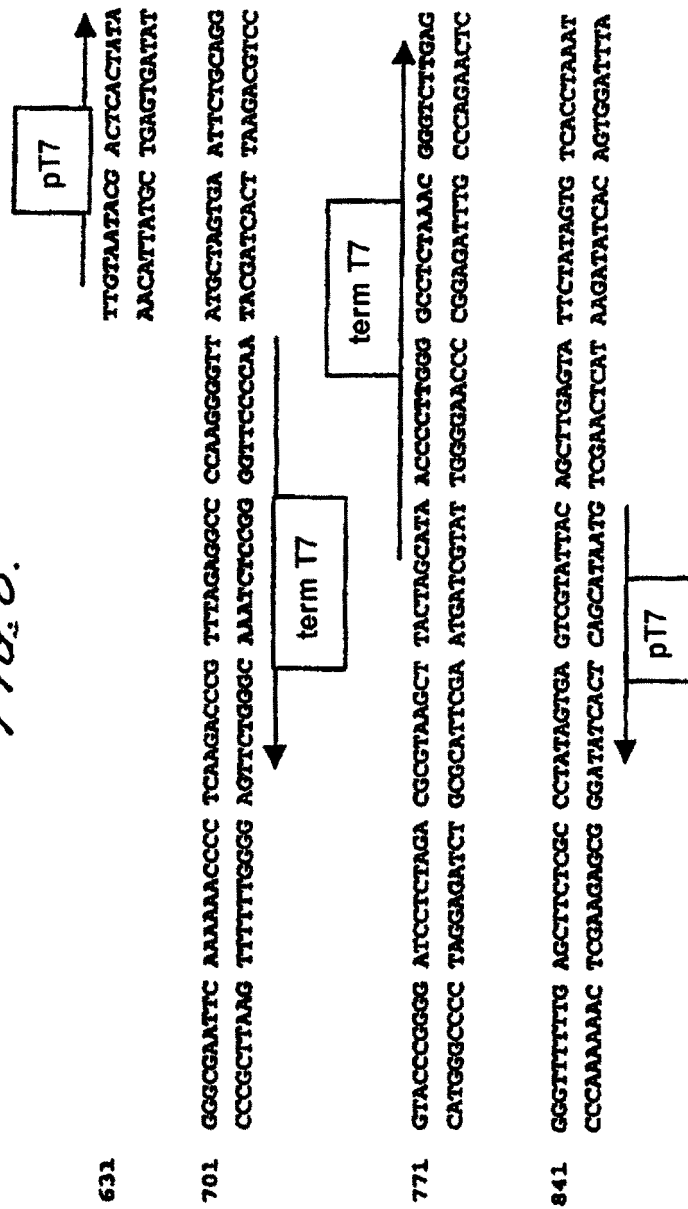 pT7
631 TTGTAATACG ACTCACTATA
AACATTATGC TGAGTGATAT
701 GGGCGAATTC AAAAAACCCC TCAAGACCCG TTTAGAGGCC CCAAGGGGTT ATGCTAGTGA ATTCTGCAGG
CCCGCTTAAG TTTTTTGGGG AGTTCTGGGC AAATCTCCGG GGTTCCCCAA TACGATCACT TAAGACGTCC
term T7
term T7
771 GTACCCGGGG ATCCTCTAGA CGCGTAAGCT TACTAGCATA ACCCCTTGGG GCCTCTAAAC GGGTCTTGAG
CATGGGCCCC TAGGAGATCT GCGCATTCGA ATGATCGTAT TGGGGAACCC CGGAGATTTG CCCAGAACTC
841 GGGTTTTTTG AGCTTCTCGC CCTATAGTGA GTCGTATTAC AGCTTGAGTA TTCTATAGTG TCACCTAAAT
CCCAAAAAAC TCGAAGAGCG GGATATCACT CAGCATAATG TCGAACTCAT AAGATATCAC AGTGGATTTA
pT7